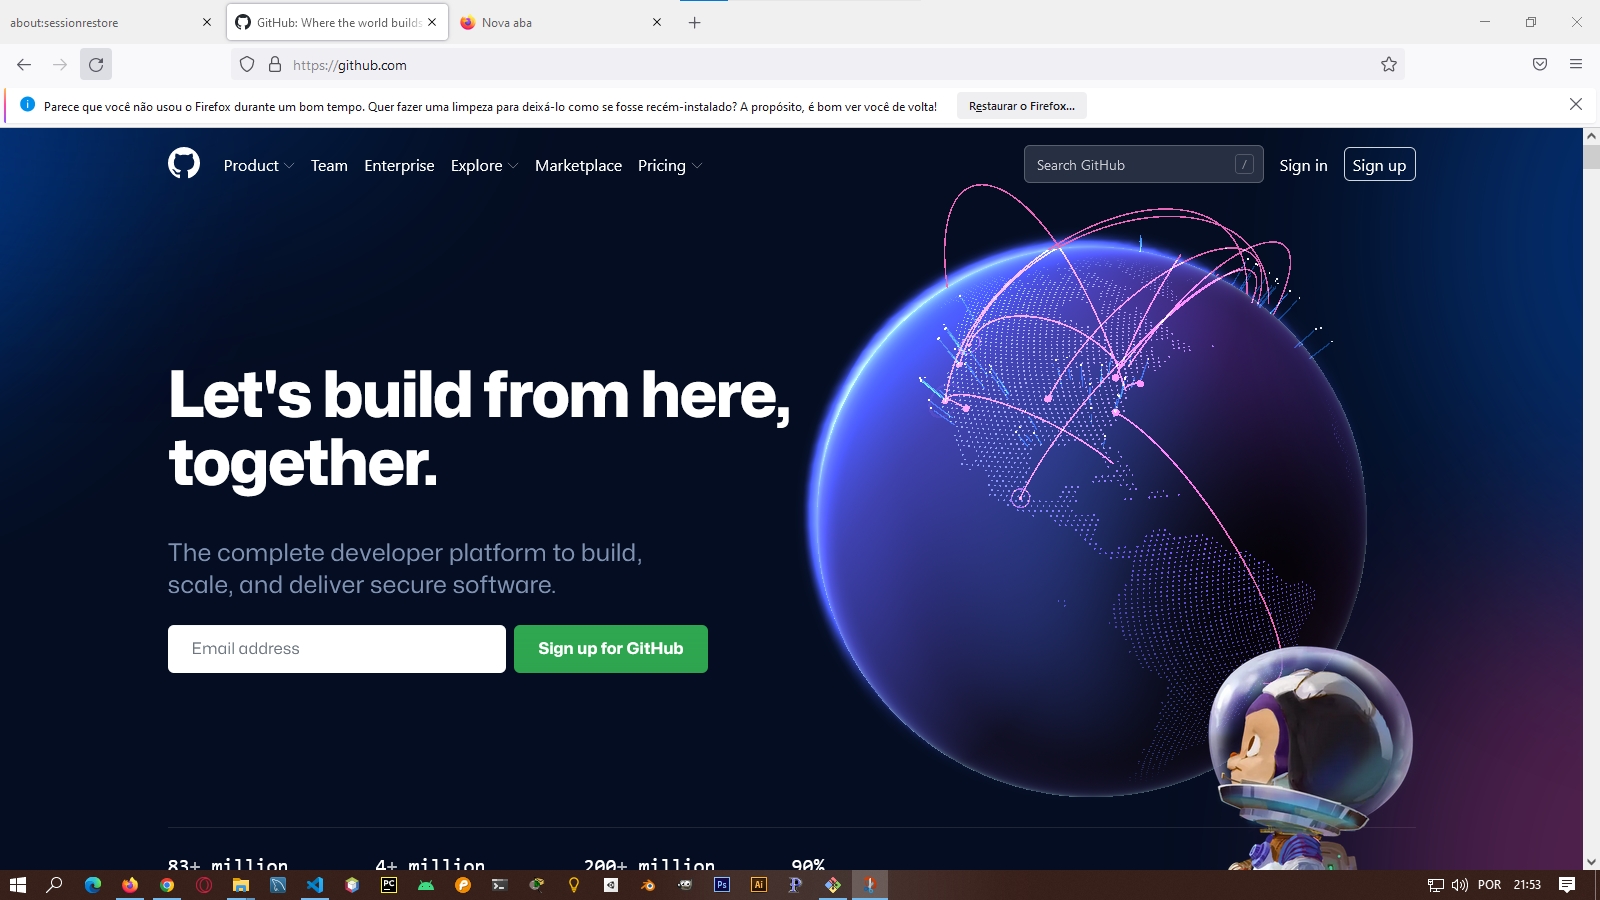 about:sessionrestore
GitHub: Where the world builds
Nova aba
https://github.com
Parece que você não usou o Firefox durante um bom tempo. Quer fazer uma limpeza para deixá-lo como se fosse recém-instalado? A propósito, é bom ver você de volta!
Restaurar o Firefox...
Product
Team
Enterprise
Explore
Marketplace
Pricing
Search GitHub
/
Sign in
Sign up
Let's build from here,
together.
The complete developer platform to build,
scale, and deliver secure software.
Email address
Sign up for GitHub
83+ million
4+ million
200+ million
90%
PC
Ps
Ai
POR
21:53